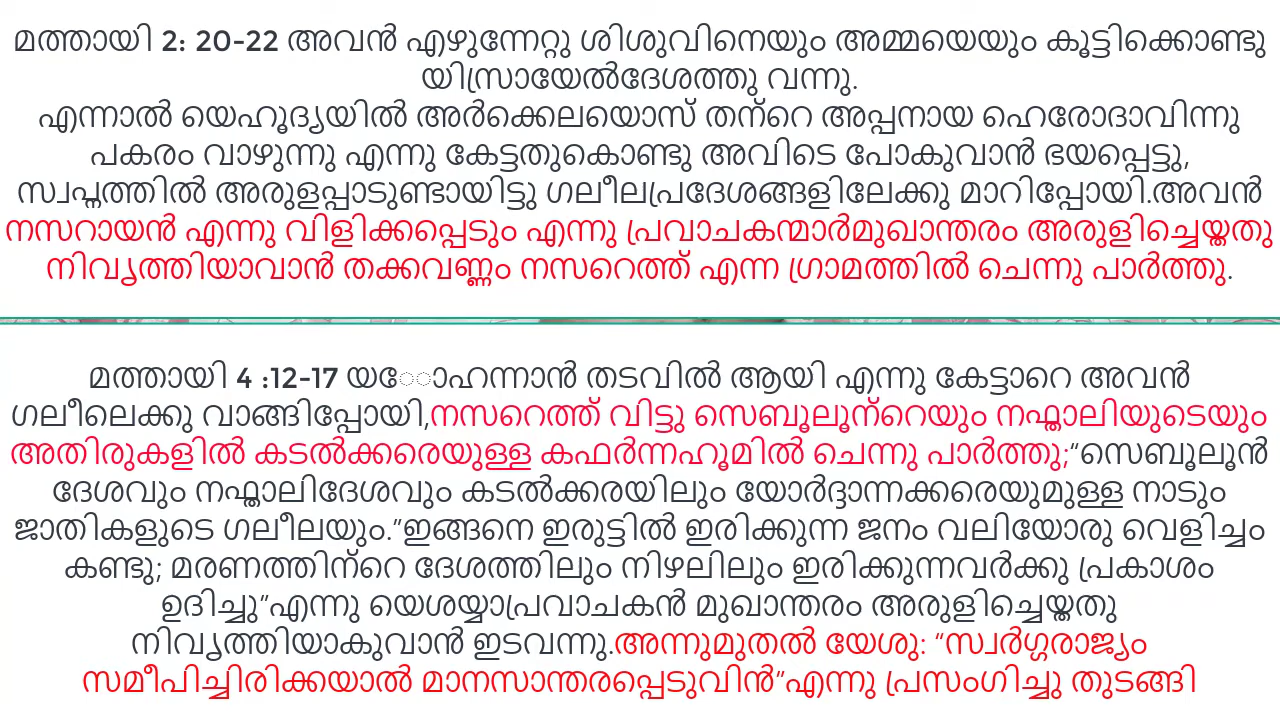 മത്തായി 2: 20-22 അവൻ എഴുന്നേറ്റു ശിശുവിനെയും അമ്മയെയും കൂട്ടിക്കൊണ്ടു
യിസ്രായേൽദേശത്തു വന്നു.
എന്നാൽ യെഹൂദ്യയിൽ അർക്കെലയൊസ് തന്റെ അപ്പനായ ഹെരോദാവിന്നു
പകരം വാഴുന്നു എന്നു കേട്ടതുകൊണ്ടു അവിടെ പോകുവാൻ ഭയപ്പെട്ടു,
സ്വപ്നത്തിൽ അരുളപ്പാടുണ്ടായിട്ടു ഗലീലപ്രദേശങ്ങളിലേക്കു മാറിപ്പോയി.അവൻ
നസറായൻ എന്നു വിളിക്കപ്പെടും എന്നു പ്രവാചകന്മാർമുഖാന്തരം അരുളിച്ചെയ്തതു
നിവൃത്തിയാവാൻ തക്കവണ്ണം നസറെത്ത് എന്ന ഗ്രാമത്തിൽ ചെന്നു പാർത്തു.
മത്തായി 4 :12-17 യേോഹന്നാൻ തടവിൽ ആയി എന്നു കേട്ടാറെ അവൻ
ഗലീലെക്കു വാങ്ങിപ്പോയി,നസറെത്ത് വിട്ടു സെബൂലൂന്റെയും നഫ്താലിയുടെയും
അതിരുകളിൽ കടൽക്കരെയുള്ള കഫർന്നഹൂമിൽ ചെന്നു പാർത്തു;“സെബൂലൂൻ
ദേശവും നഫ്താലിദേശവും കടൽക്കരയിലും യോർദ്ദാന്നക്കരെയുമുള്ള നാടും
ജാതികളുടെ ഗലീലയും.”ഇങ്ങനെ ഇരുട്ടിൽ ഇരിക്കുന്ന ജനം വലിയോരു വെളിച്ചം
കണ്ടു; മരണത്തിന്റെ ദേശത്തിലും നിഴലിലും ഇരിക്കുന്നവർക്കു പ്രകാശം
ഉദിച്ചു”എന്നു യെശയ്യാപ്രവാചകൻ മുഖാന്തരം അരുളിച്ചെയ്തതു
നിവൃത്തിയാകുവാൻ ഇടവന്നു.അന്നുമുതൽ യേശു: “സ്വർഗ്ഗരാജ്യം
സമീപിച്ചിരിക്കയാൽ മാനസാന്തരപ്പെടുവിൻ”എന്നു പ്രസംഗിച്ചു തുടങ്ങി